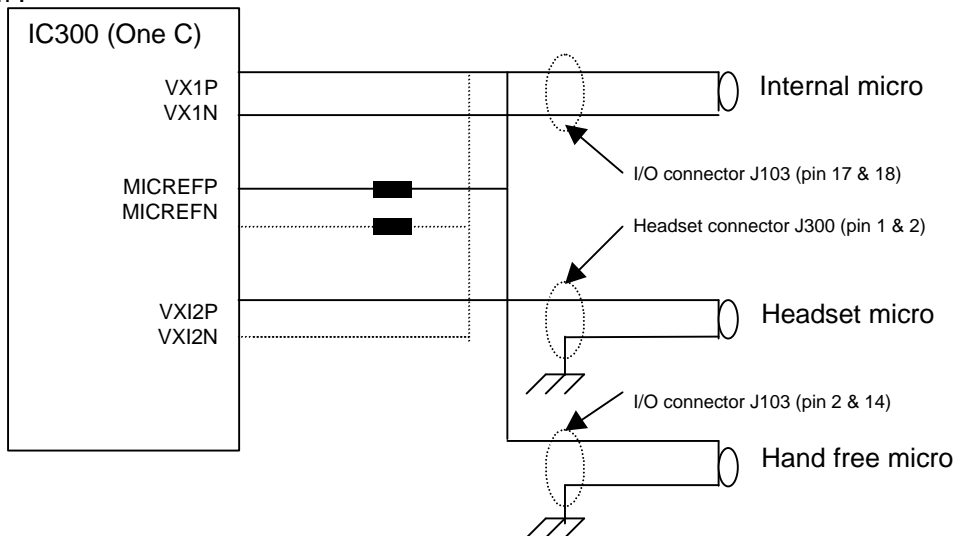 IC300 (One C)
VX1P
VX1N
MICREFP
MICREFN
VXI2P
VXI2N
Internal micro
I/O connector J103 (pin 17 & 18)
Headset connector J300 (pin 1 & 2)
Headset micro
I/O connector J103 (pin 2 & 14)
Hand free micro